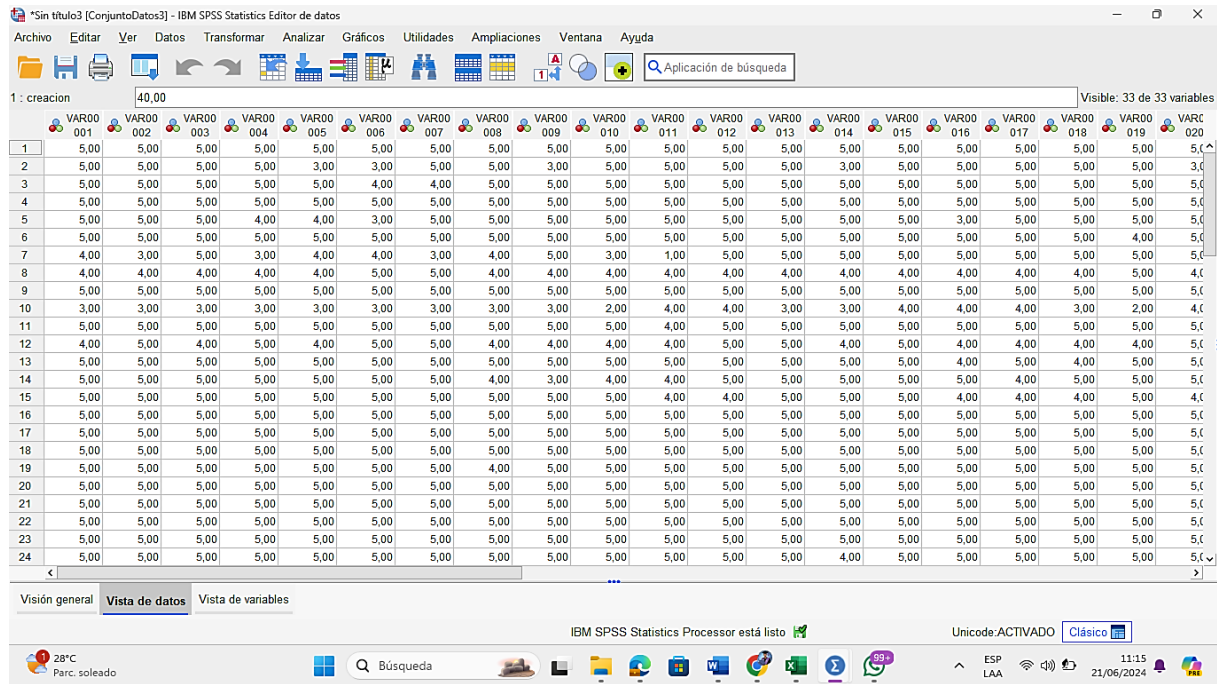 *Sin título3 [ConjuntoDatos3] - IBM SPSS Statistics Editor de datos
Archivo Editar Ver Datos Transformar Analizar Gráficos Utilidades Ampliaciones Ventana Ayuda
Aplicación de búsqueda
1 : creacion 40,00 Visible: 33 de 33 variables
VAR00001 VAR00002 VAR00003 VAR00004 VAR00005 VAR00006 VAR00007 VAR00008 VAR00009 VAR00010 VAR00011 VAR00012 VAR00013 VAR00014 VAR00015 VAR00016 VAR00017 VAR00018 VAR00019 VAR0020
1 5,00 5,00 5,00 5,00 5,00 5,00 5,00 5,00 5,00 5,00 5,00 5,00 5,00 5,00 5,00 5,00 5,00 5,00 5,00 5,0
2 5,00 5,00 5,00 5,00 3,00 3,00 5,00 5,00 3,00 5,00 5,00 5,00 5,00 3,00 5,00 5,00 5,00 5,00 5,00 3,0
3 5,00 5,00 5,00 5,00 5,00 4,00 4,00 5,00 5,00 5,00 5,00 5,00 5,00 5,00 5,00 5,00 5,00 5,00 5,00 5,0
4 5,00 5,00 5,00 5,00 5,00 5,00 5,00 5,00 5,00 5,00 5,00 5,00 5,00 5,00 5,00 5,00 5,00 5,00 5,00 5,0
5 5,00 5,00 5,00 4,00 4,00 3,00 5,00 5,00 5,00 5,00 5,00 5,00 5,00 5,00 5,00 3,00 5,00 5,00 5,00 5,0
6 5,00 5,00 5,00 5,00 5,00 5,00 5,00 5,00 5,00 5,00 5,00 5,00 5,00 5,00 5,00 5,00 5,00 5,00 4,00 5,0
7 4,00 3,00 5,00 3,00 4,00 4,00 3,00 4,00 5,00 3,00 1,00 5,00 5,00 5,00 5,00 5,00 5,00 5,00 5,00 5,0
8 4,00 4,00 4,00 4,00 4,00 5,00 5,00 4,00 4,00 4,00 4,00 4,00 4,00 4,00 4,00 4,00 4,00 5,00 5,00 4,0
9 5,00 5,00 5,00 5,00 5,00 5,00 5,00 5,00 5,00 5,00 5,00 5,00 5,00 5,00 5,00 5,00 5,00 5,00 5,00 5,0
10 3,00 3,00 3,00 3,00 3,00 3,00 3,00 3,00 3,00 2,00 4,00 4,00 3,00 3,00 4,00 4,00 4,00 3,00 2,00 4,0
11 5,00 5,00 5,00 5,00 5,00 5,00 5,00 5,00 5,00 5,00 4,00 5,00 5,00 5,00 4,00 5,00 5,00 5,00 5,00 5,0
12 4,00 5,00 4,00 5,00 4,00 5,00 5,00 4,00 4,00 4,00 4,00 5,00 5,00 4,00 5,00 4,00 4,00 4,00 4,00 5,0
13 5,00 5,00 5,00 5,00 5,00 5,00 5,00 5,00 5,00 5,00 5,00 5,00 5,00 5,00 5,00 4,00 5,00 4,00 5,00 5,0
14 5,00 5,00 5,00 5,00 5,00 5,00 5,00 4,00 3,00 4,00 4,00 5,00 5,00 5,00 5,00 4,00 4,00 5,00 5,00 5,0
15 5,00 5,00 5,00 5,00 5,00 5,00 5,00 5,00 5,00 5,00 4,00 4,00 5,00 5,00 4,00 4,00 4,00 5,00 5,00 4,0
16 5,00 5,00 5,00 5,00 5,00 5,00 5,00 5,00 5,00 5,00 5,00 5,00 5,00 5,00 5,00 5,00 5,00 5,00 5,00 5,0
17 5,00 5,00 5,00 5,00 5,00 5,00 5,00 5,00 5,00 5,00 5,00 5,00 5,00 5,00 5,00 5,00 5,00 5,00 5,00 5,0
18 5,00 5,00 5,00 5,00 5,00 5,00 5,00 5,00 5,00 5,00 5,00 5,00 5,00 5,00 5,00 5,00 5,00 5,00 5,00 5,0
19 5,00 5,00 5,00 5,00 5,00 5,00 5,00 4,00 5,00 5,00 5,00 5,00 5,00 5,00 5,00 5,00 5,00 5,00 5,00 5,0
20 5,00 5,00 5,00 5,00 5,00 5,00 5,00 5,00 5,00 5,00 5,00 5,00 5,00 5,00 5,00 5,00 5,00 5,00 5,00 5,0
21 5,00 5,00 5,00 5,00 5,00 5,00 5,00 5,00 5,00 5,00 5,00 5,00 5,00 5,00 5,00 5,00 5,00 5,00 5,00 5,0
22 5,00 5,00 5,00 5,00 5,00 5,00 5,00 5,00 5,00 5,00 5,00 5,00 5,00 5,00 5,00 5,00 5,00 5,00 5,00 5,0
23 5,00 5,00 5,00 5,00 5,00 5,00 5,00 5,00 5,00 5,00 5,00 5,00 5,00 5,00 5,00 5,00 5,00 5,00 5,00 5,0
24 5,00 5,00 5,00 5,00 5,00 5,00 5,00 5,00 5,00 5,00 5,00 5,00 5,00 4,00 5,00 5,00 5,00 5,00 5,00 5,0
Visión general Vista de datos Vista de variables
IBM SPSS Statistics Processor está listo Unicode:ACTIVADO Clásico
1 28°C Búsqueda 99+ ESP 11:15
Parc. soleado LAA 21/06/2024 PRE